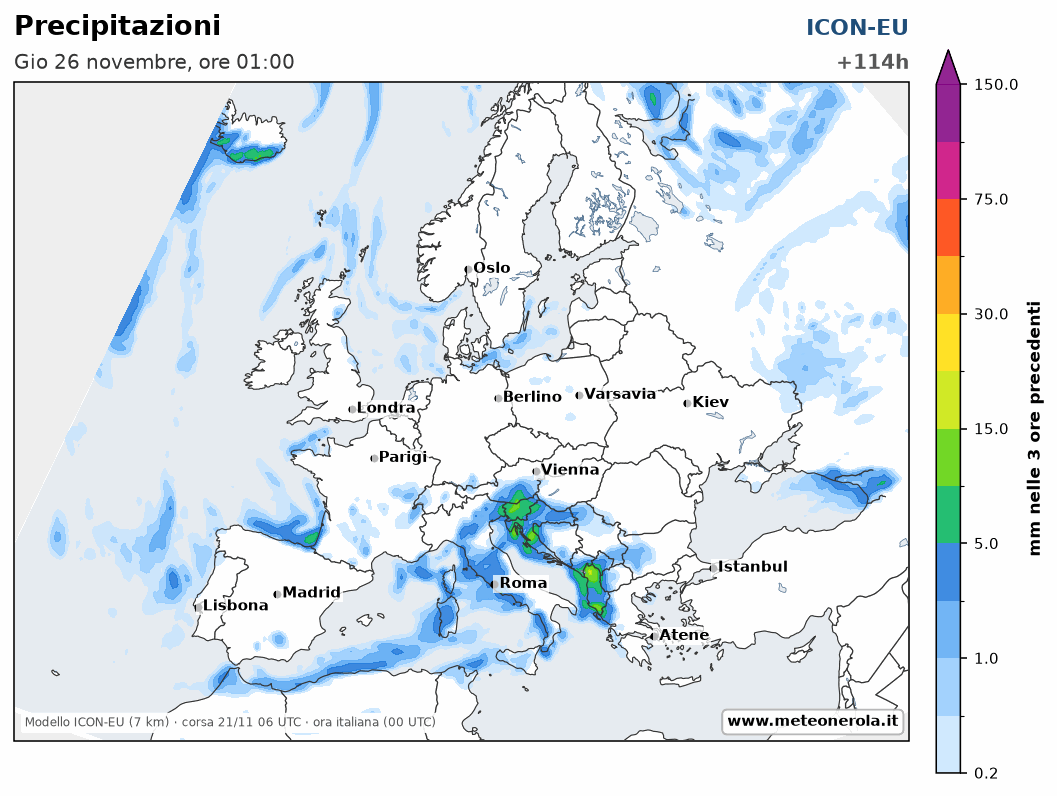 Precipitazioni
ICON-EU
Gio 26 novembre, ore 01:00
+114h
150.0
75.0
30.0
15.0
5.0
1.0
0.2
mm nelle 3 ore precedenti
Oslo
Berlino
Varsavia
Kiev
Londra
Parigi
Vienna
Istanbul
Roma
Madrid
Lisbona
Atene
Modello ICON-EU (7 km) · corsa 21/11 06 UTC · ora italiana (00 UTC)
www.meteonerola.it